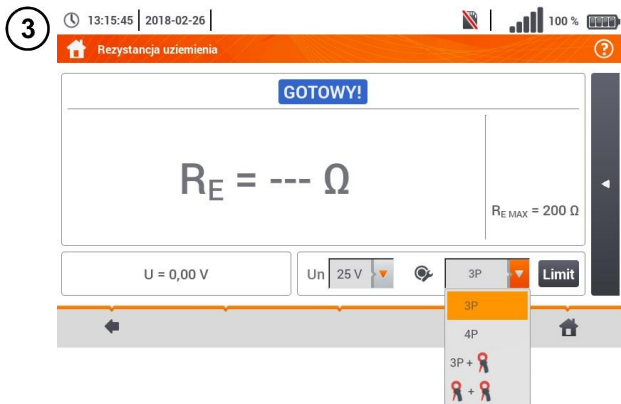 3
13:15:45 2018-02-26 100 %
Rezystancja uziemienia ?
GOTOWY!
RE = --- Ω
RE MAX = 200 Ω
U = 0,00 V Un 25 V 3P Limit
3P
4P
3P +
+